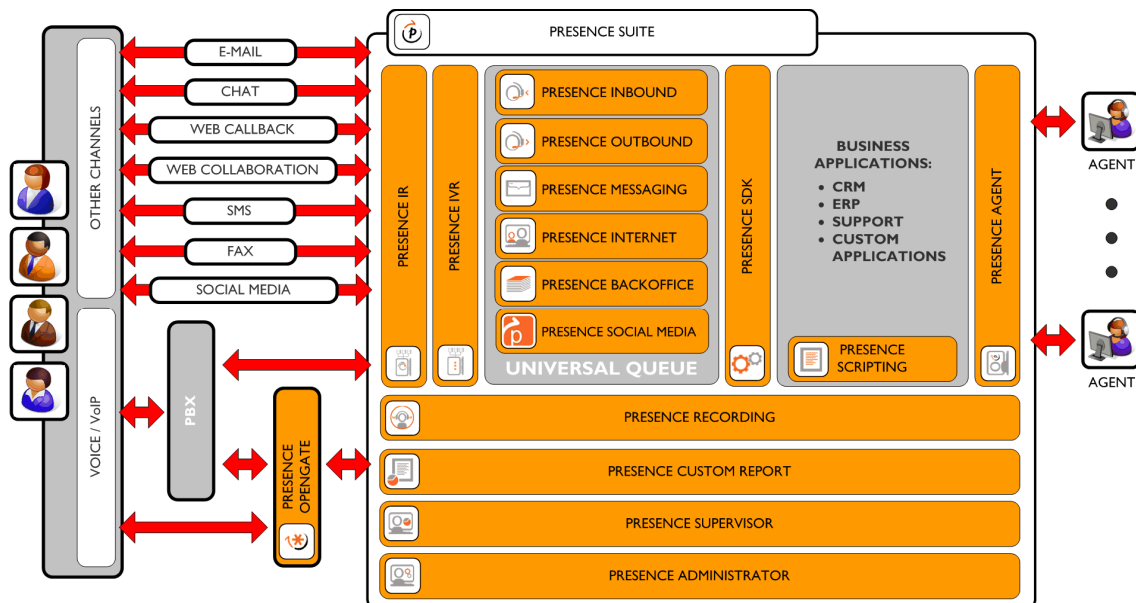 PRESENCE SUITE
OTHER CHANNELS
VOICE / VoIP
E-MAIL
CHAT
WEB CALLBACK
WEB COLLABORATION
SMS
FAX
SOCIAL MEDIA
PBX
PRESENCE
OPENGATE
PRESENCE IR
PRESENCE IVR
PRESENCE INBOUND
PRESENCE OUTBOUND
PRESENCE MESSAGING
PRESENCE INTERNET
PRESENCE BACKOFFICE
PRESENCE SOCIAL MEDIA
UNIVERSAL QUEUE
PRESENCE SDK
BUSINESS
APPLICATIONS:
• CRM
• ERP
• SUPPORT
• CUSTOM
APPLICATIONS
PRESENCE
SCRIPTING
PRESENCE AGENT
PRESENCE RECORDING
PRESENCE CUSTOM REPORT
PRESENCE SUPERVISOR
PRESENCE ADMINISTRATOR
AGENT
AGENT